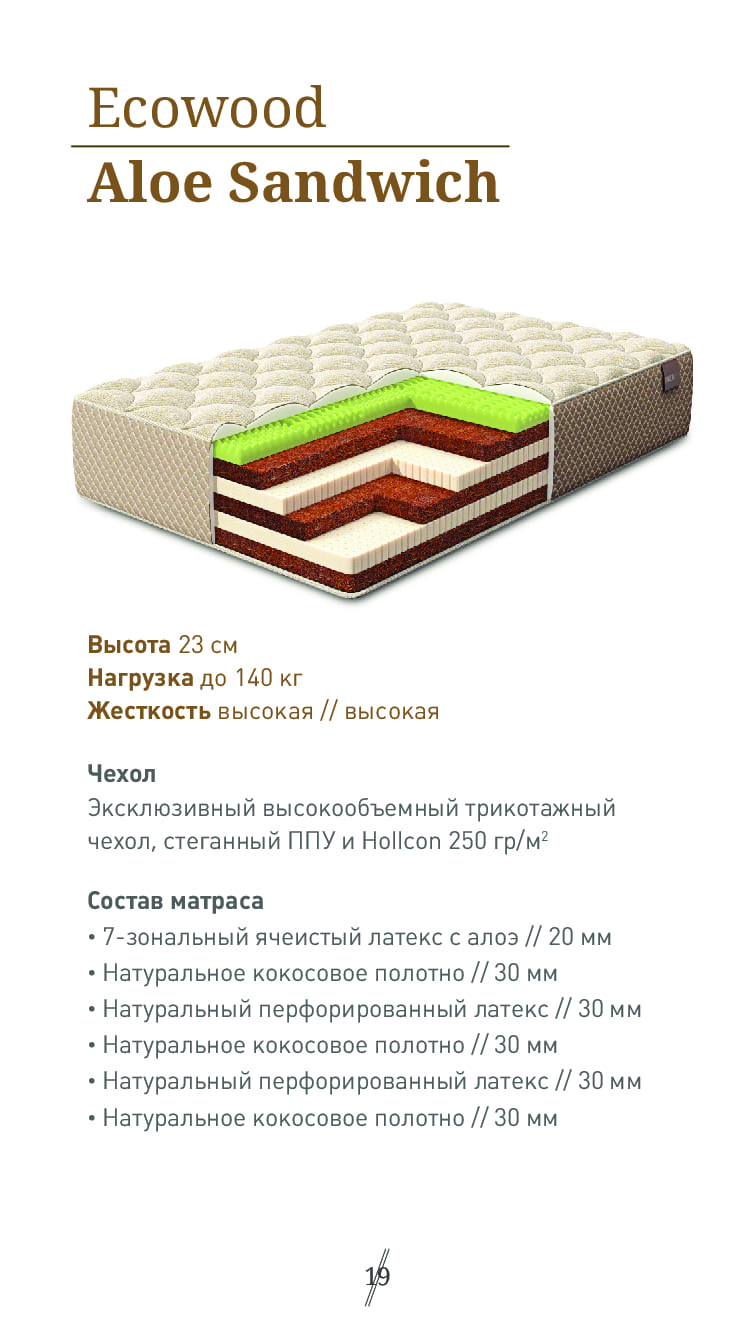 Ecowood
Aloe Sandwich
Высота 23 см
Нагрузка до 140 кг
Жесткость высокая // высокая
Чехол
Эксклюзивный высокообъемный трикотажный
чехол, стеганный ППУ и Hollcon 250 гр/м²
Состав матраса
• 7-зональный ячеистый латекс с алоэ // 20 мм
• Натуральное кокосовое полотно // 30 мм
• Натуральный перфорированный латекс // 30 мм
• Натуральное кокосовое полотно // 30 мм
• Натуральный перфорированный латекс // 30 мм
• Натуральное кокосовое полотно // 30 мм
19